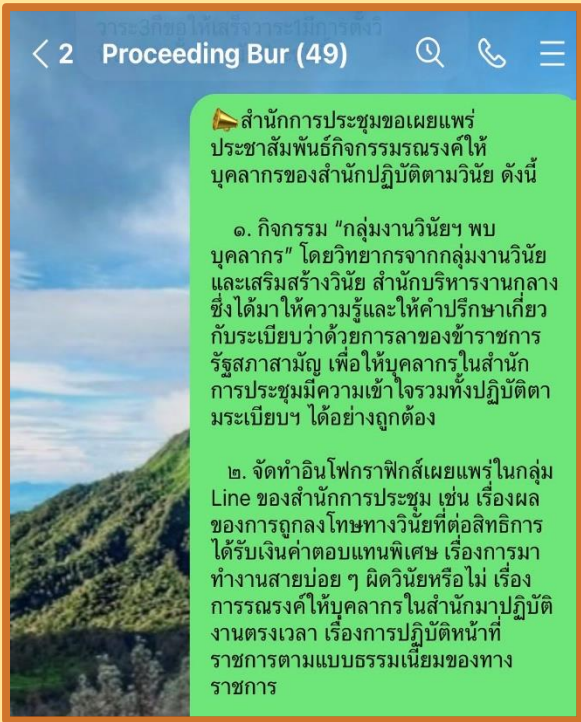 วาระ3ก็ขอให้เสร็จวาระ1มีการตั้งวิ
2 Proceeding Bur (49)
📣สำนักการประชุมขอเผยแพร่
ประชาสัมพันธ์กิจกรรมรณรงค์ให้
บุคลากรของสำนักปฏิบัติตามวินัย ดังนี้
๑. กิจกรรม “กลุ่มงานวินัยฯ พบ
บุคลากร” โดยวิทยากรจากกลุ่มงานวินัย
และเสริมสร้างวินัย สำนักบริหารงานกลาง
ซึ่งได้มาให้ความรู้และให้คำปรึกษาเกี่ยว
กับระเบียบว่าด้วยการลาของข้าราชการ
รัฐสภาสามัญ เพื่อให้บุคลากรในสำนัก
การประชุมมีความเข้าใจรวมทั้งปฏิบัติตา
มระเบียบฯ ได้อย่างถูกต้อง
๒. จัดทำอินโฟกราฟิกส์เผยแพร่ในกลุ่ม
Line ของสำนักการประชุม เช่น เรื่องผล
ของการถูกลงโทษทางวินัยที่ต่อสิทธิการ
ได้รับเงินค่าตอบแทนพิเศษ เรื่องการมา
ทำงานสายบ่อย ๆ ผิดวินัยหรือไม่ เรื่อง
การรณรงค์ให้บุคลากรในสำนักมาปฏิบัติ
งานตรงเวลา เรื่องการปฏิบัติหน้าที่
ราชการตามแบบธรรมเนียมของทาง
ราชการ